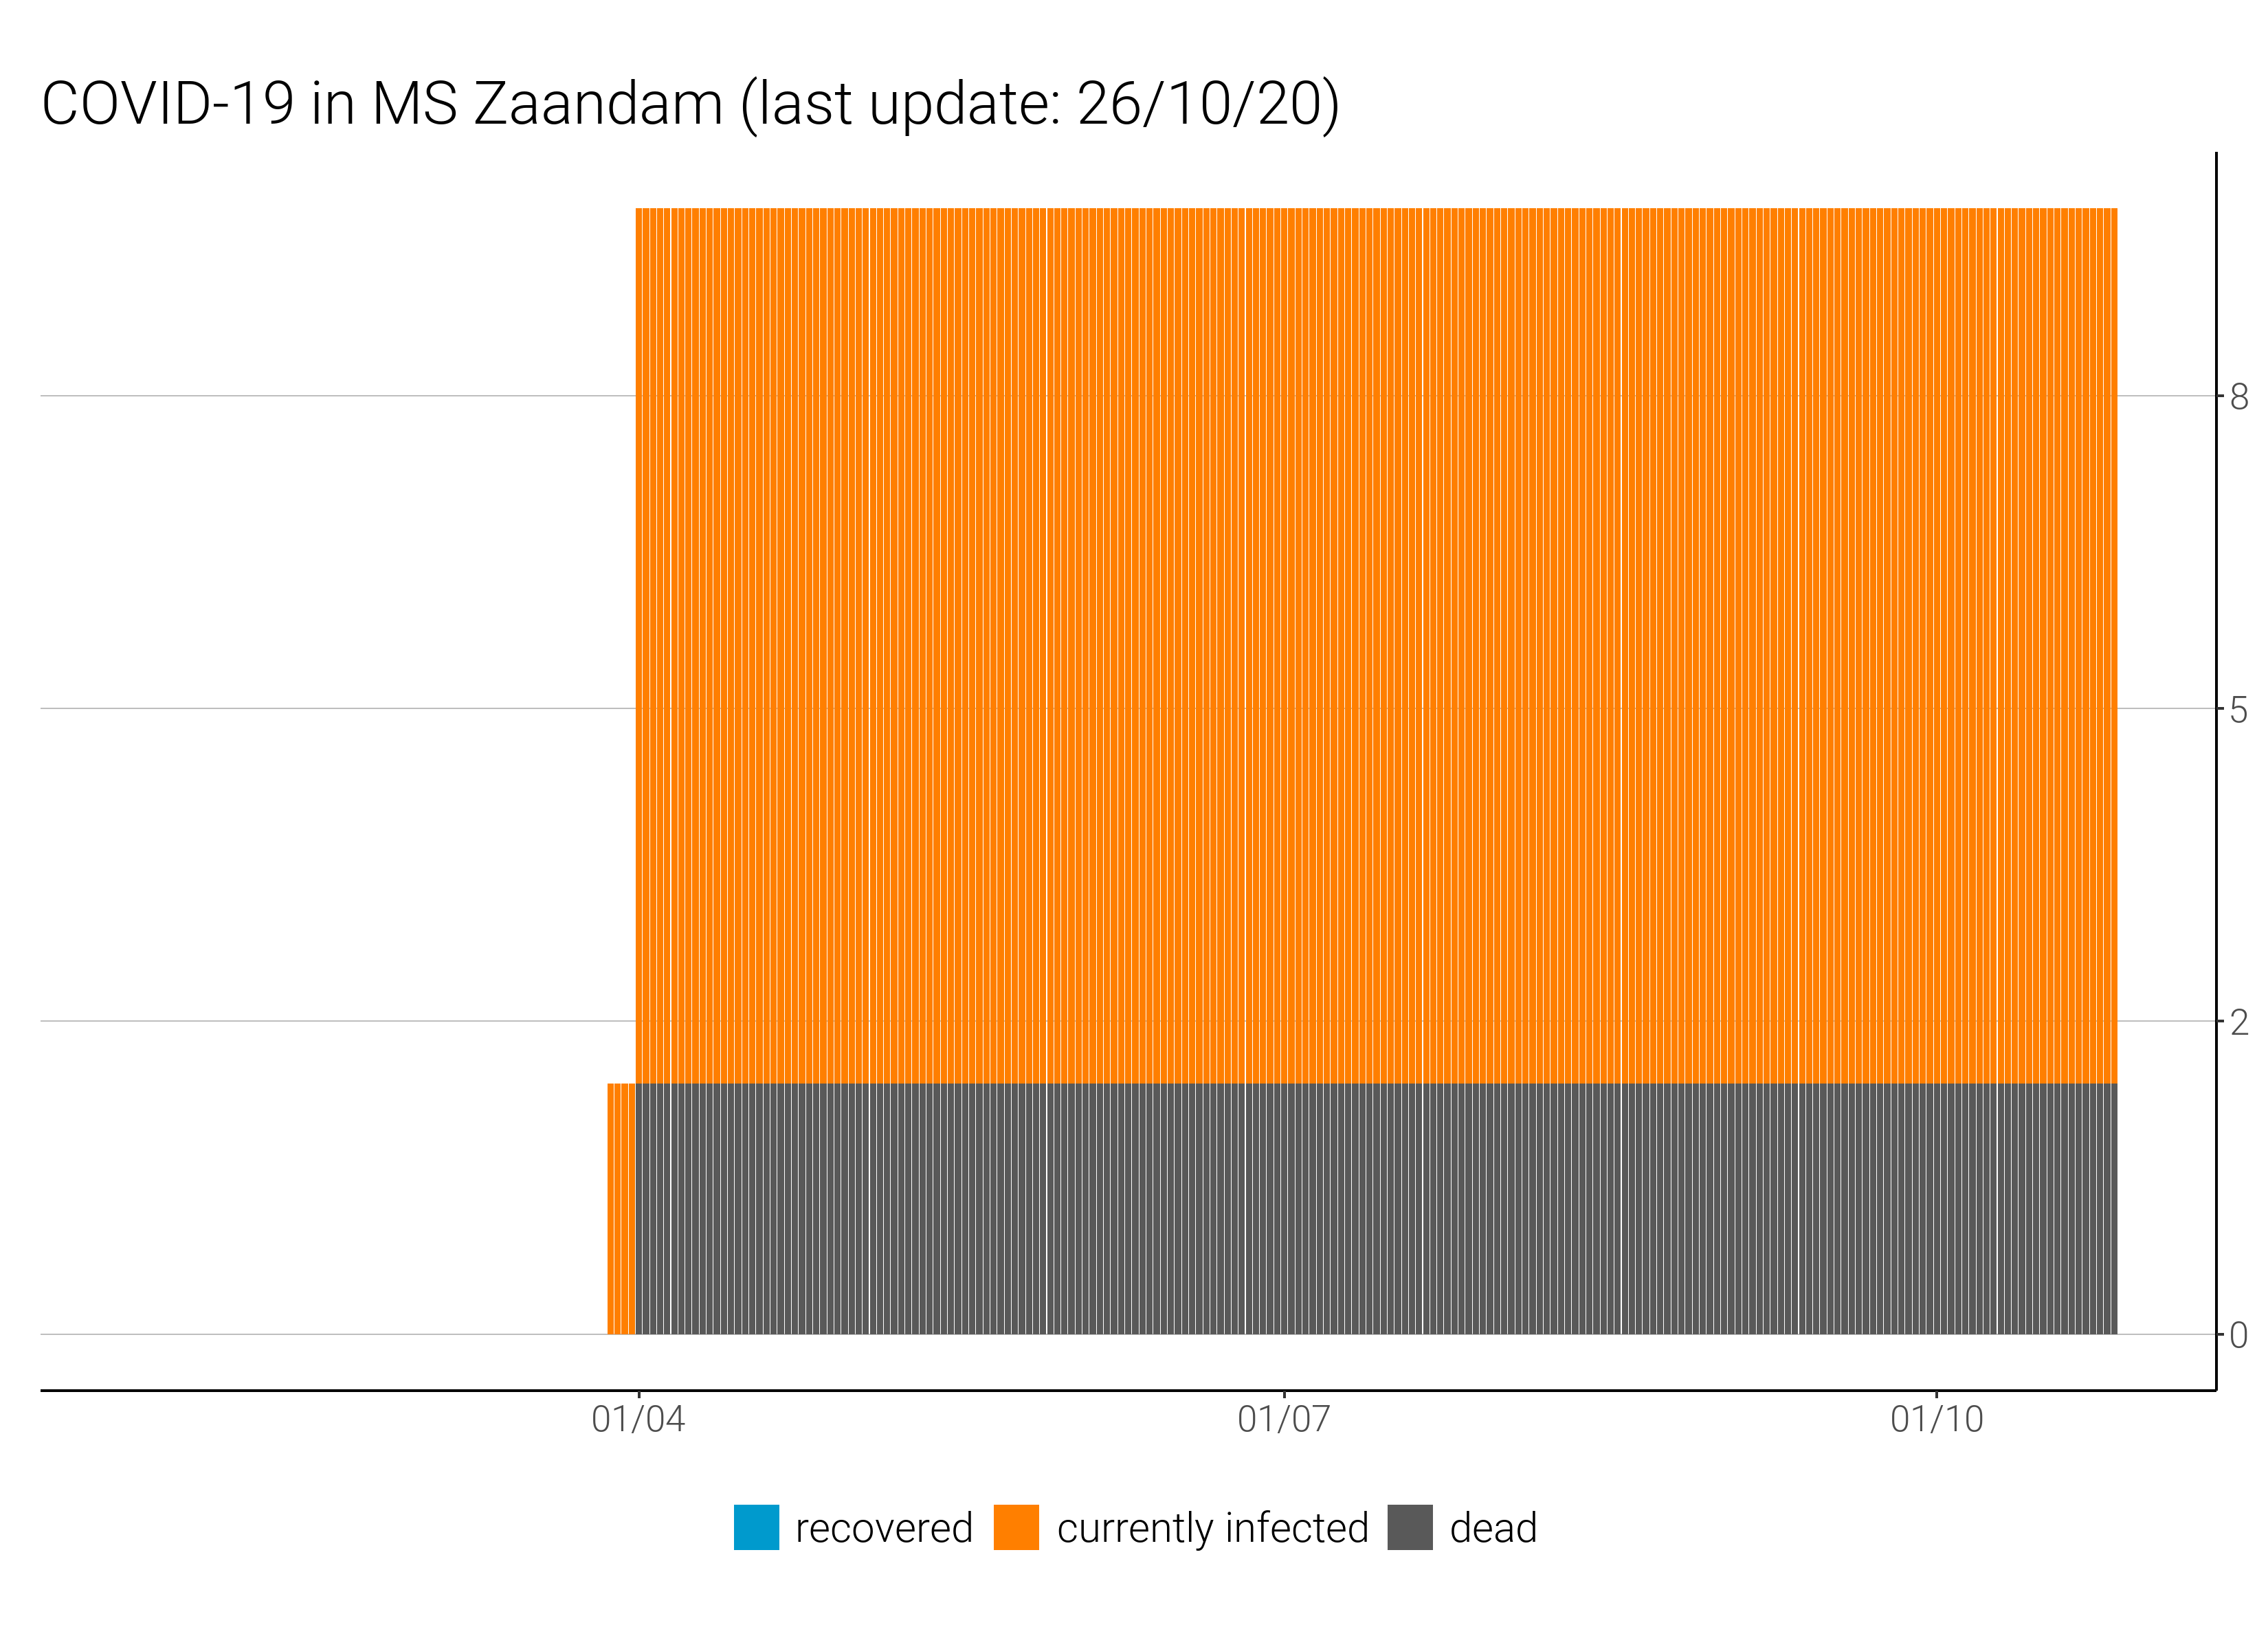 COVID-19 in MS Zaandam (last update: 26/10/20)
8
5
2
0
01/04 01/07 01/10
recovered currently infected dead